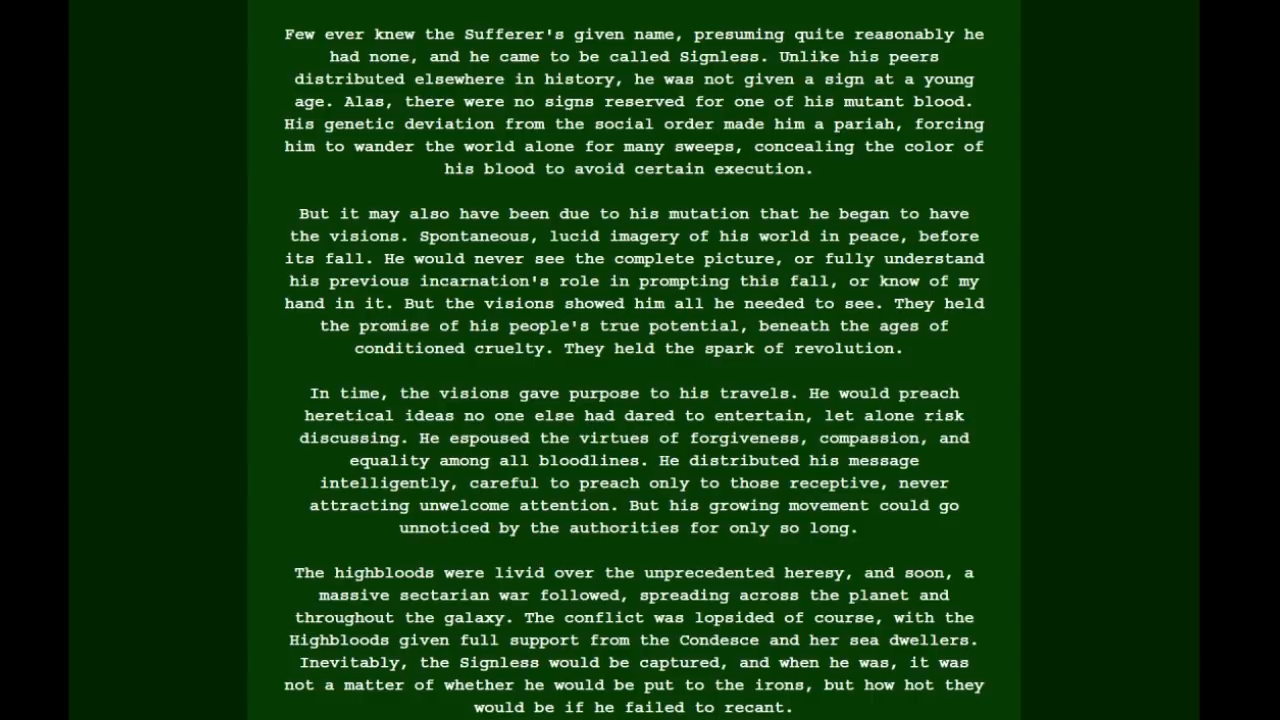 Few ever knew the Sufferer's given name, presuming quite reasonably he
had none, and he came to be called Signless. Unlike his peers
distributed elsewhere in history, he was not given a sign at a young
age. Alas, there were no signs reserved for one of his mutant blood.
His genetic deviation from the social order made him a pariah, forcing
him to wander the world alone for many sweeps, concealing the color of
his blood to avoid certain execution.
But it may also have been due to his mutation that he began to have
the visions. Spontaneous, lucid imagery of his world in peace, before
its fall. He would never see the complete picture, or fully understand
his previous incarnation's role in prompting this fall, or know of my
hand in it. But the visions showed him all he needed to see. They held
the promise of his people's true potential, beneath the ages of
conditioned cruelty. They held the spark of revolution.
In time, the visions gave purpose to his travels. He would preach
heretical ideas no one else had dared to entertain, let alone risk
discussing. He espoused the virtues of forgiveness, compassion, and
equality among all bloodlines. He distributed his message
intelligently, careful to preach only to those receptive, never
attracting unwelcome attention. But his growing movement could go
unnoticed by the authorities for only so long.
The highbloods were livid over the unprecedented heresy, and soon, a
massive sectarian war followed, spreading across the planet and
throughout the galaxy. The conflict was lopsided of course, with the
Highbloods given full support from the Condesce and her sea dwellers.
Inevitably, the Signless would be captured, and when he was, it was
not a matter of whether he would be put to the irons, but how hot they
would be if he failed to recant.